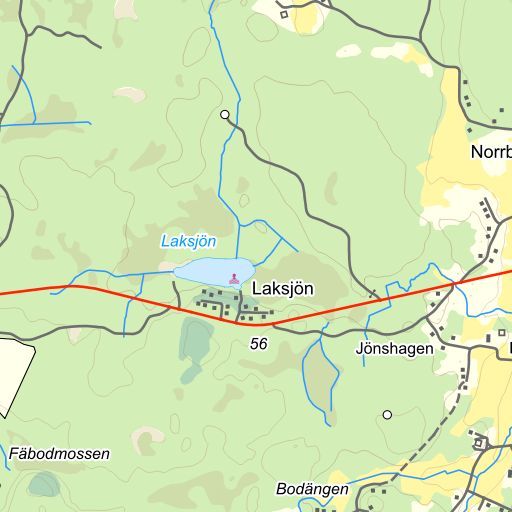 Norrb
Laksjön
Laksjön
56
Jönshagen
Fäbodmossen
Bodängen